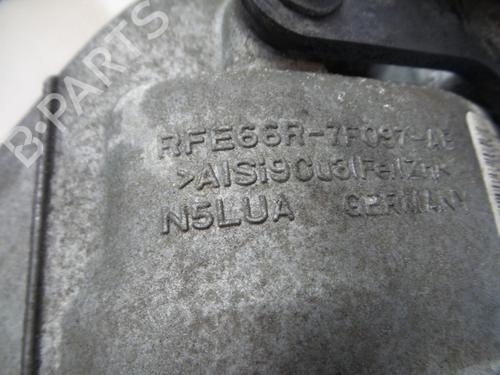 B-Parts
RFE66R-7F097-AB
>AlSi9Cu3(Fe)(Zn)<
N5LUA GERMANY